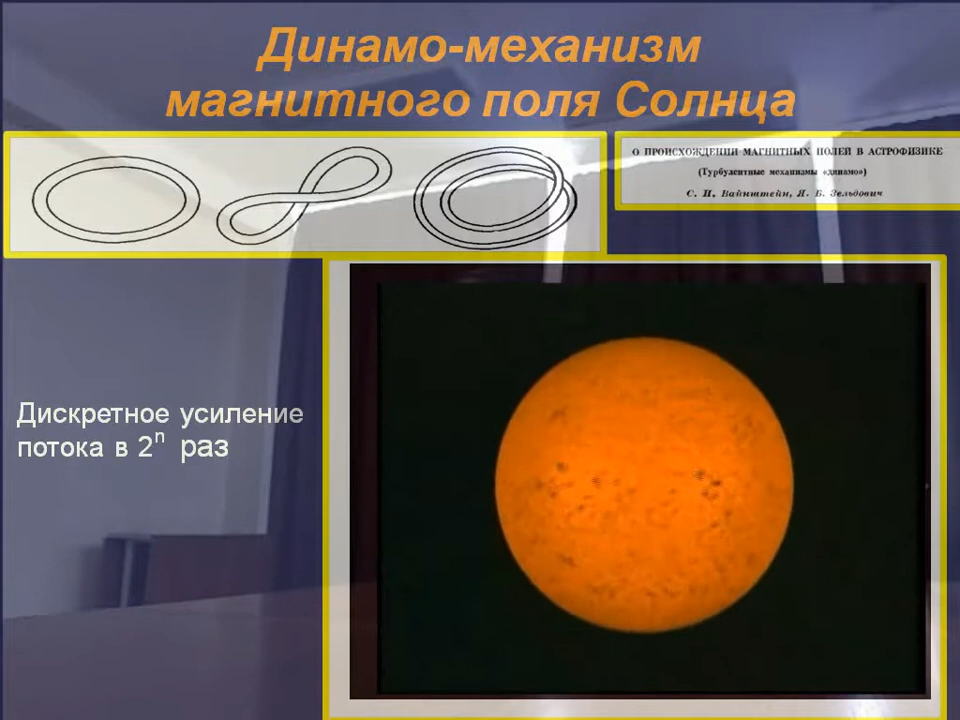 Динамо-механизм
магнитного поля Солнца
О ПРОИСХОЖДЕНИИ МАГНИТНЫХ ПОЛЕЙ В АСТРОФИЗИКЕ
(Турбулентные механизмы «динамо»)
С. И. Вайнштейн, Я. Б. Зельдович
Дискретное усиление
потока в 2ⁿ раз